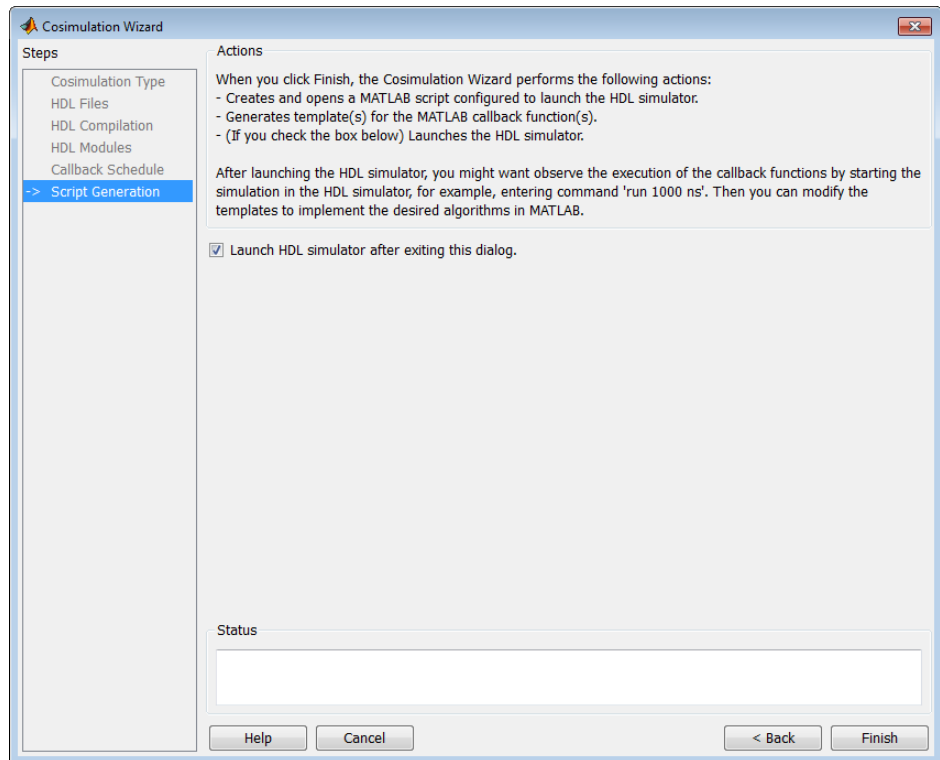 Cosimulation Wizard
Steps
Cosimulation Type
HDL Files
HDL Compilation
HDL Modules
Callback Schedule
-> Script Generation
Actions
When you click Finish, the Cosimulation Wizard performs the following actions:
- Creates and opens a MATLAB script configured to launch the HDL simulator.
- Generates template(s) for the MATLAB callback function(s).
- (If you check the box below) Launches the HDL simulator.
After launching the HDL simulator, you might want observe the execution of the callback functions by starting the
simulation in the HDL simulator, for example, entering command 'run 1000 ns'. Then you can modify the
templates to implement the desired algorithms in MATLAB.
Launch HDL simulator after exiting this dialog.
Status
Help
Cancel
< Back
Finish